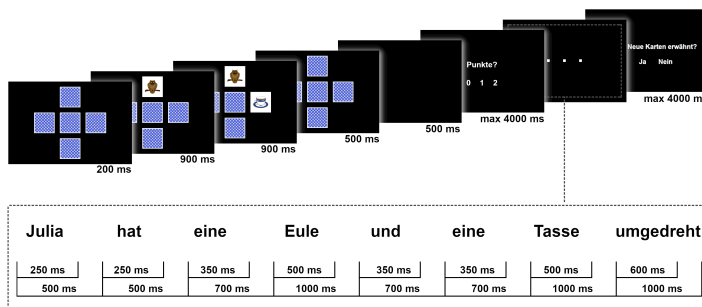 200 ms
900 ms
900 ms
500 ms
500 ms
Punkte?
0 1 2
max 4000 ms
. . .
Neue Karten erwähnt?
Ja Nein
max 4000 ms
Julia hat eine Eule und eine Tasse umgedreht
250 ms 250 ms 350 ms 500 ms 350 ms 350 ms 500 ms 600 ms
500 ms 500 ms 700 ms 1000 ms 700 ms 700 ms 1000 ms 1000 ms